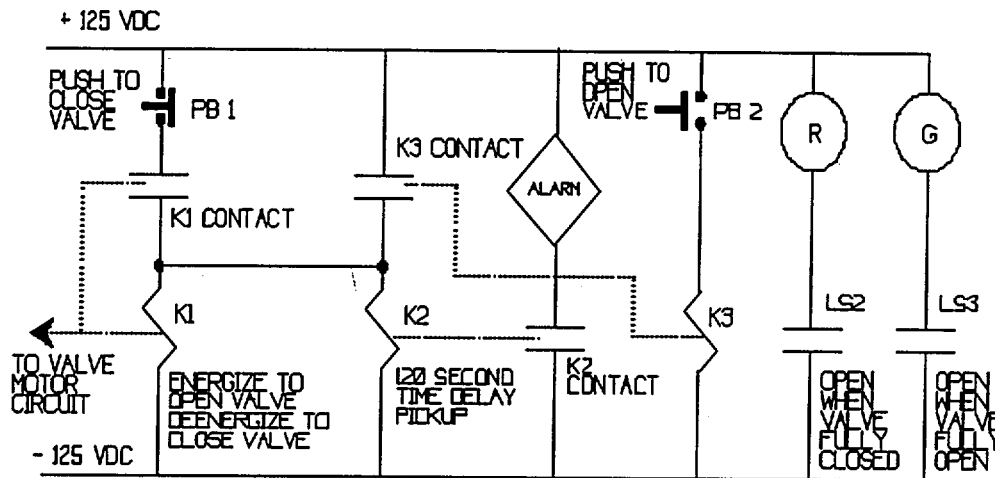 + 125 VDC
PUSH TO
CLOSE
VALVE
PB 1
K3 CONTACT
ALARM
PUSH TO
OPEN
VALVE
PB 2
R
G
K1 CONTACT
K1
K2
K3
LS2
LS3
TO VALVE
MOTOR
CIRCUIT
ENERGIZE TO
OPEN VALVE
DEENERGIZE TO
CLOSE VALVE
120 SECOND
TIME DELAY
PICKUP
K2
CONTACT
OPEN
WHEN
VALVE
FULLY
CLOSED
OPEN
WHEN
VALVE
FULLY
OPEN
- 125 VDC